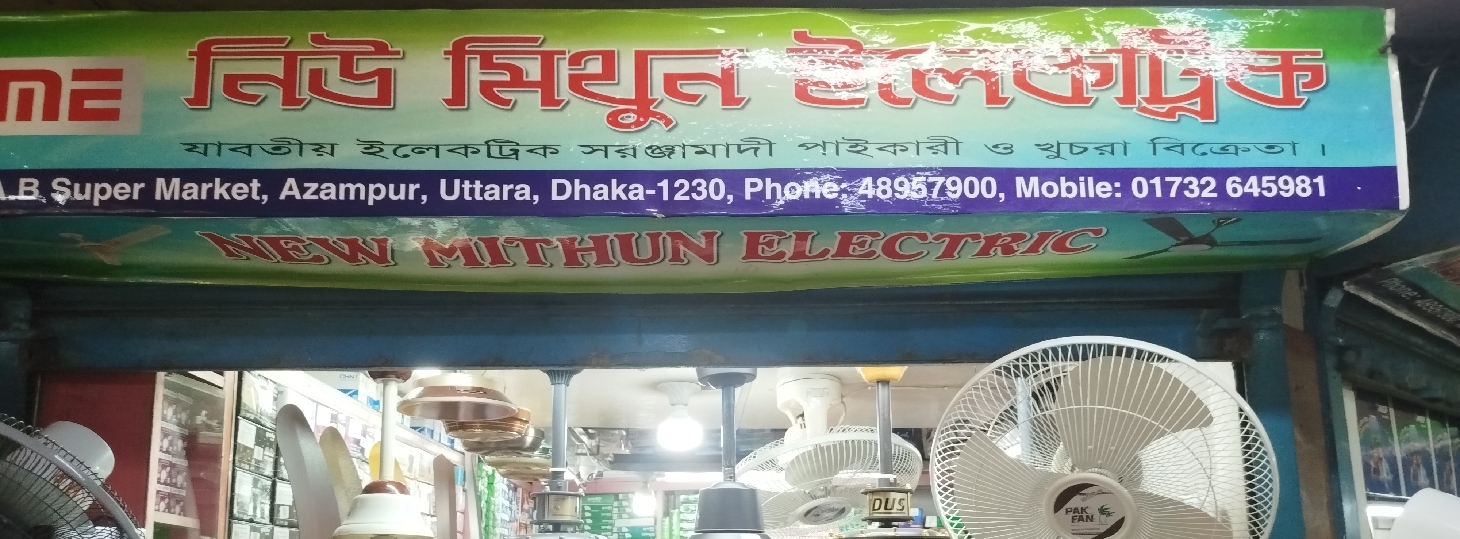 নিউ মিথুন ইলেকট্রিক
যাবতীয় ইলেকট্রিক সরঞ্জামাদী পাইকারী ও খুচরা বিক্রেতা।
A.B Super Market, Azampur, Uttara, Dhaka-1230, Phone: 48957900, Mobile: 01732 645981
NEW MITHUN ELECTRIC
DUS
PAK
FAN